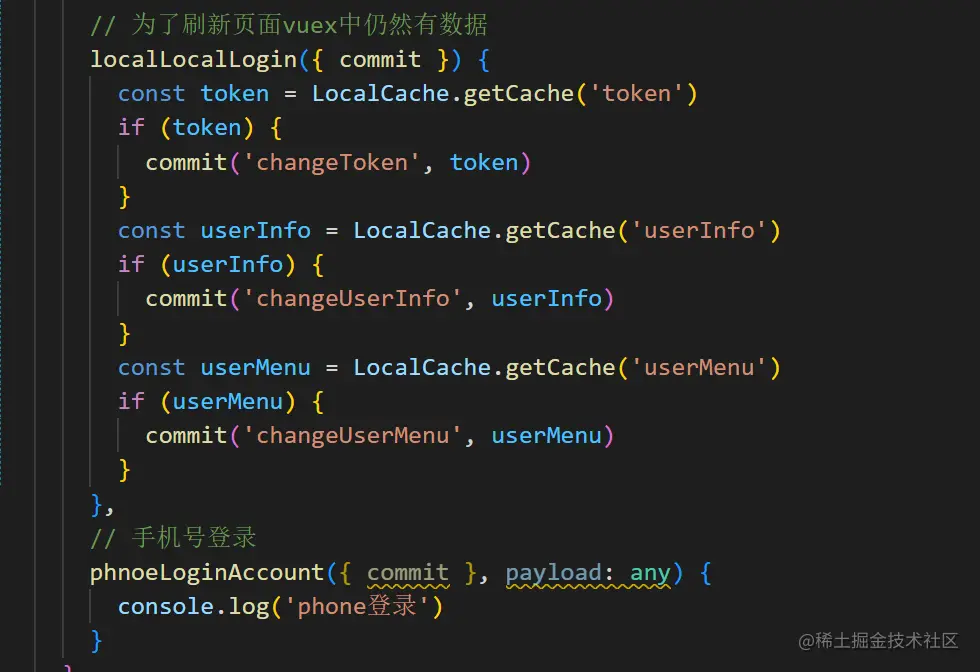 // 为了刷新页面vuex中仍然有数据
localLocalLogin({ commit }) {
const token = LocalCache.getCache('token')
if (token) {
commit('changeToken', token)
}
const userInfo = LocalCache.getCache('userInfo')
if (userInfo) {
commit('changeUserInfo', userInfo)
}
const userMenu = LocalCache.getCache('userMenu')
if (userMenu) {
commit('changeUserMenu', userMenu)
}
},
// 手机号登录
phnoeLoginAccount({ commit }, payload: any) {
console.log('phone登录')
}
@稀土掘金技术社区